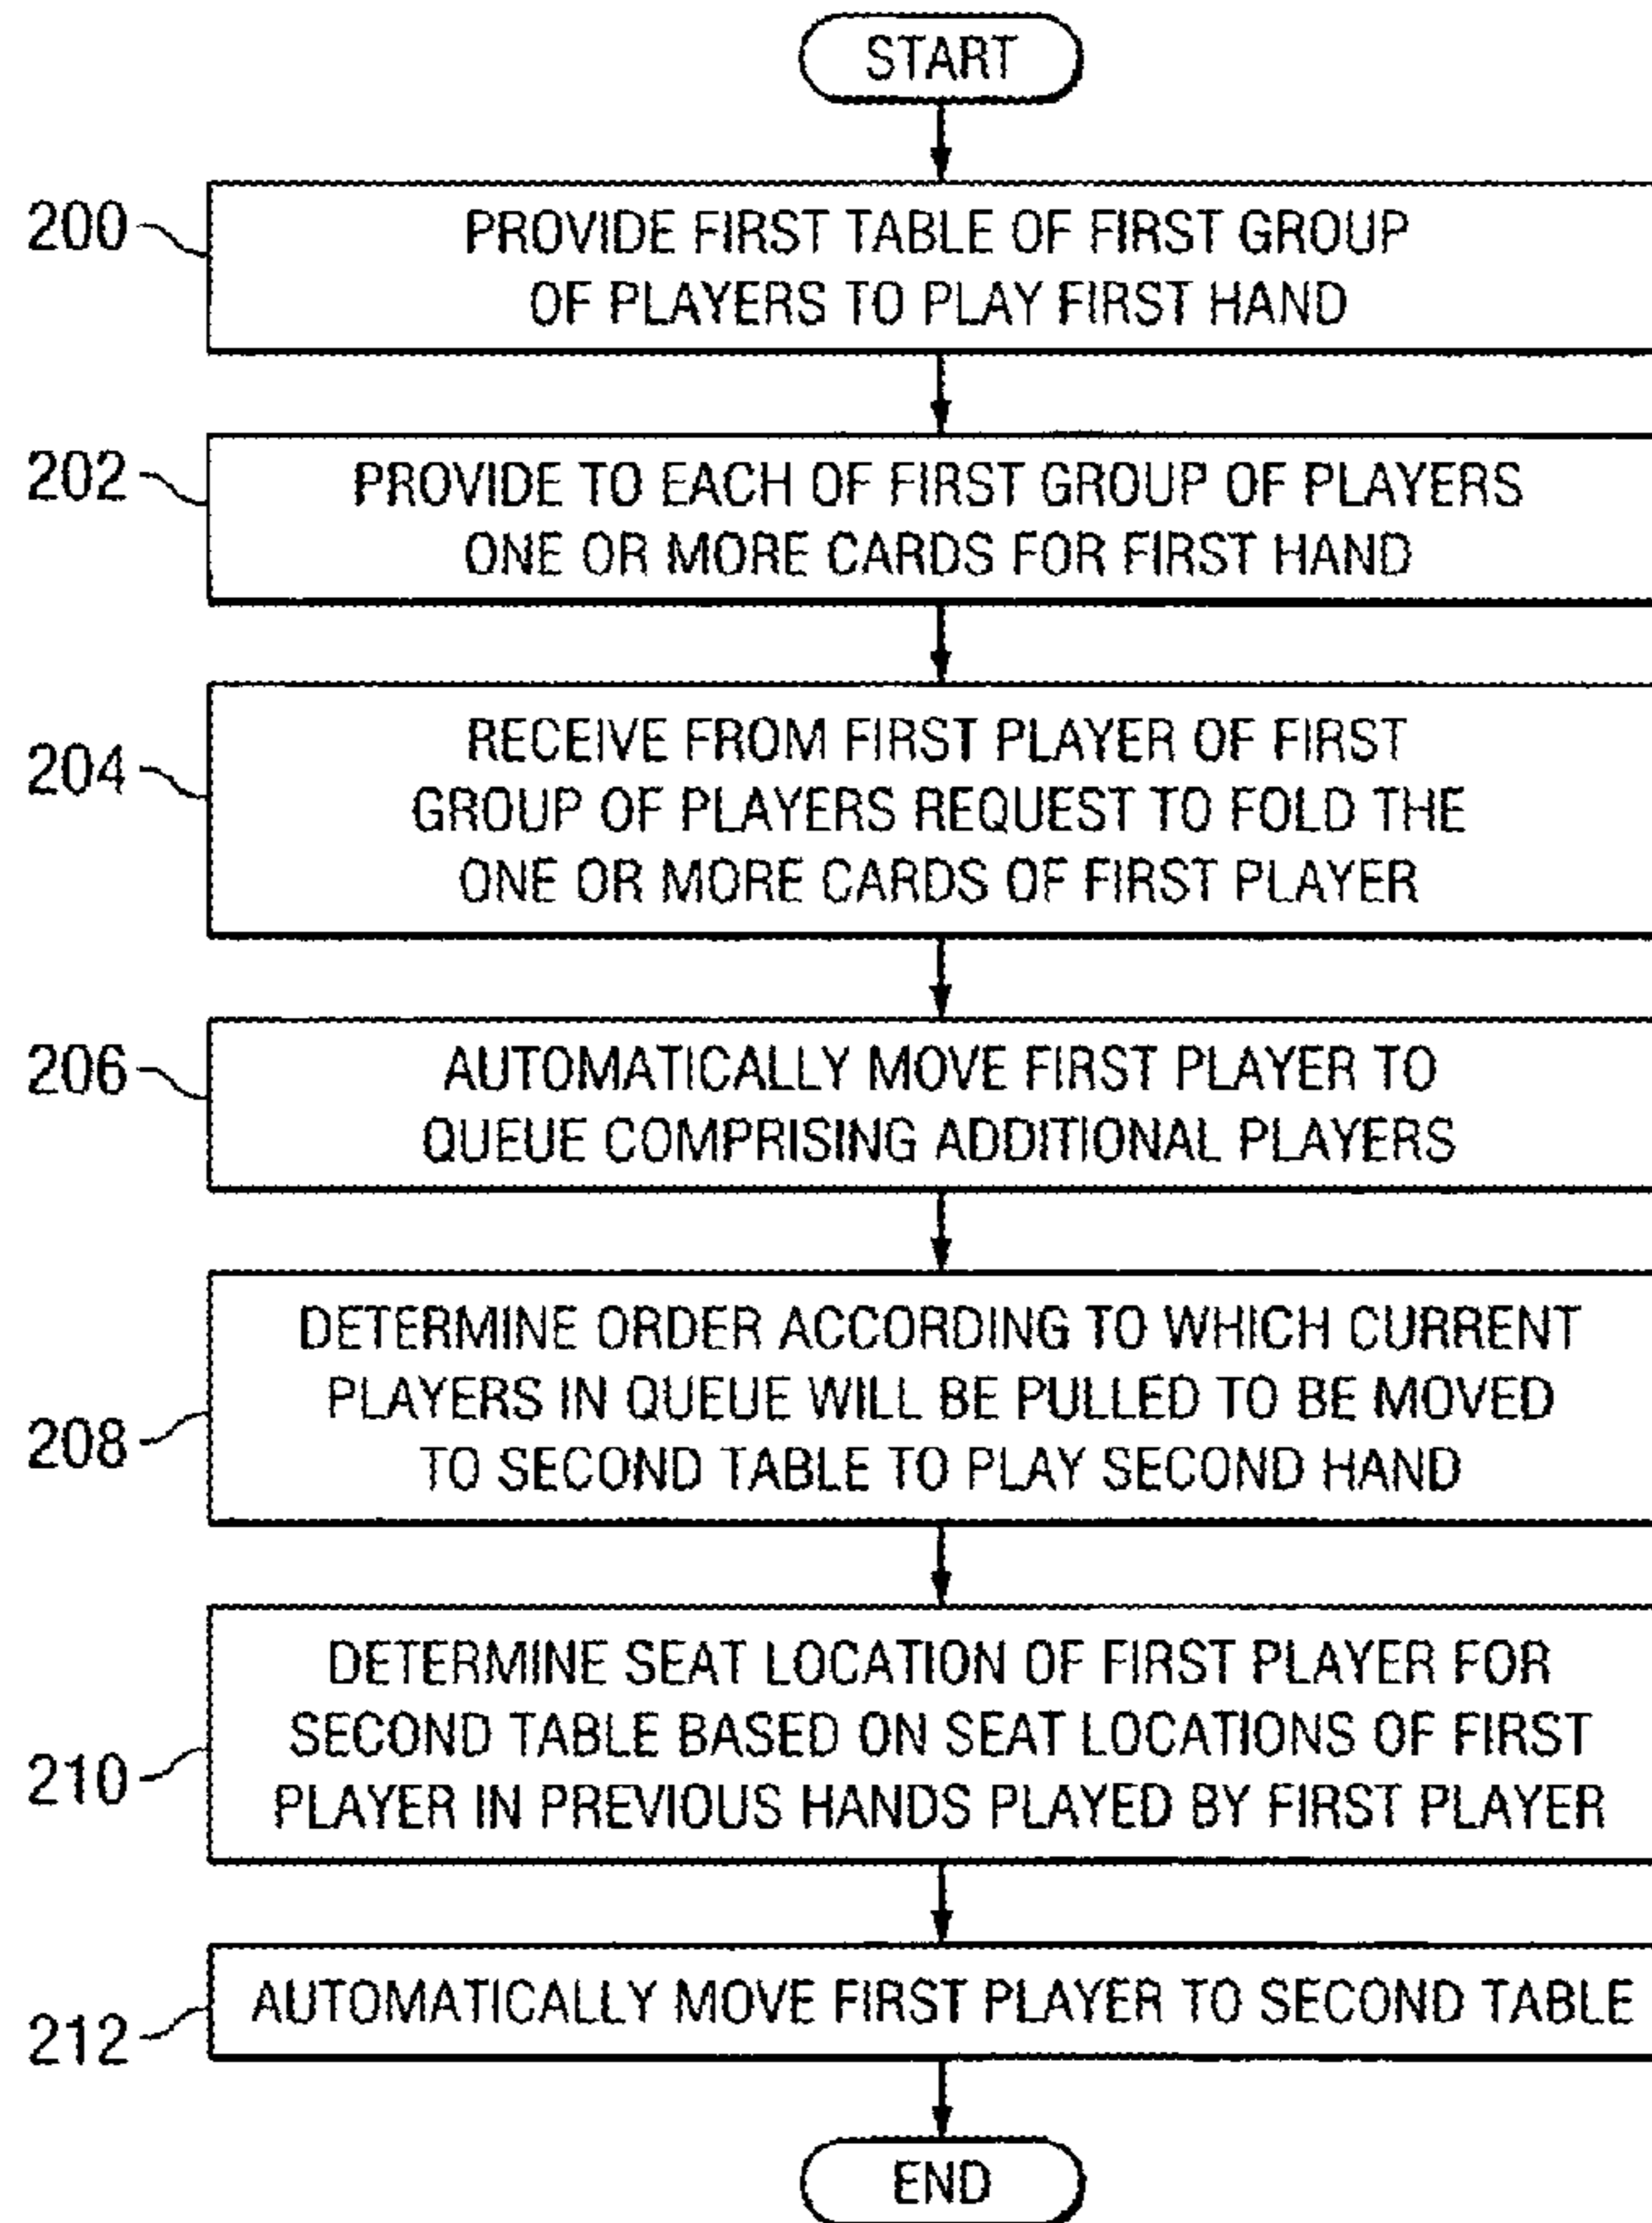 START
200
PROVIDE FIRST TABLE OF FIRST GROUP
OF PLAYERS TO PLAY FIRST HAND
202
PROVIDE TO EACH OF FIRST GROUP OF PLAYERS
ONE OR MORE CARDS FOR FIRST HAND
204
RECEIVE FROM FIRST PLAYER OF FIRST
GROUP OF PLAYERS REQUEST TO FOLD THE
ONE OR MORE CARDS OF FIRST PLAYER
206
AUTOMATICALLY MOVE FIRST PLAYER TO
QUEUE COMPRISING ADDITIONAL PLAYERS
208
DETERMINE ORDER ACCORDING TO WHICH CURRENT
PLAYERS IN QUEUE WILL BE PULLED TO BE MOVED
TO SECOND TABLE TO PLAY SECOND HAND
210
DETERMINE SEAT LOCATION OF FIRST PLAYER FOR
SECOND TABLE BASED ON SEAT LOCATIONS OF FIRST
PLAYER IN PREVIOUS HANDS PLAYED BY FIRST PLAYER
212
AUTOMATICALLY MOVE FIRST PLAYER TO SECOND TABLE
END